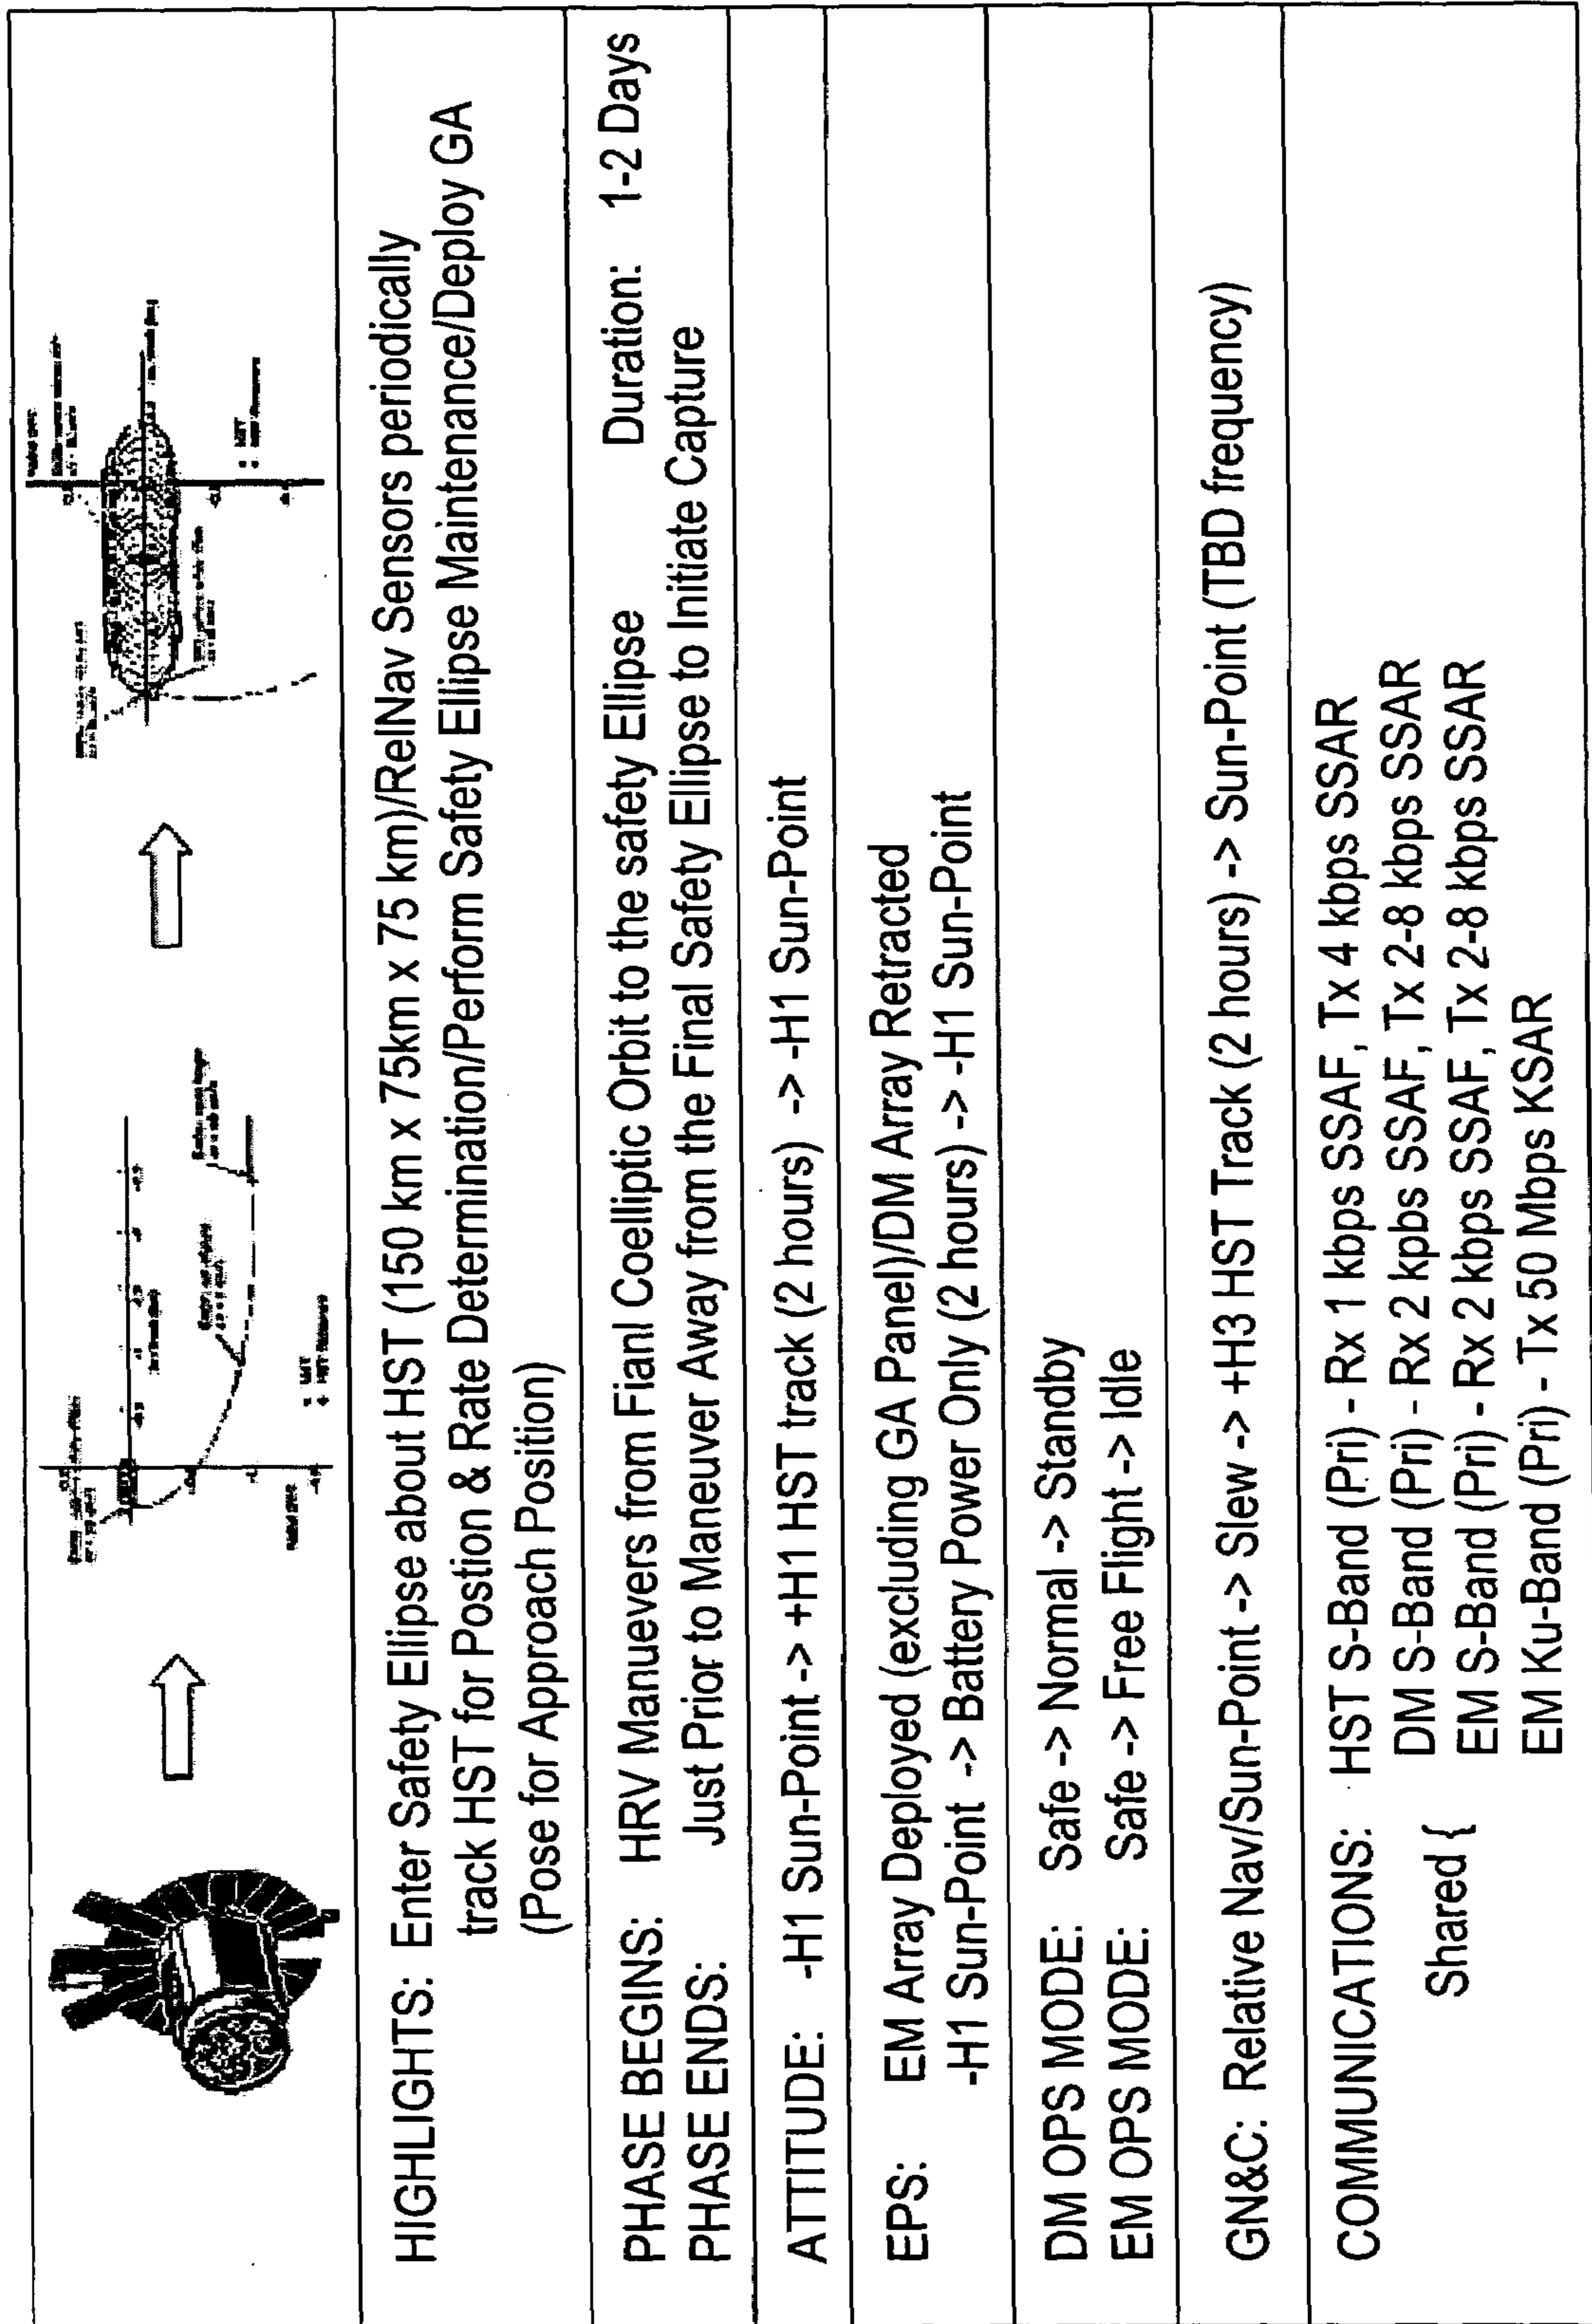 HIGHLIGHTS: Enter Safety Ellipse about HST (150 km x 75km x 75 km)/RelNav Sensors periodically
track HST for Postion & Rate Determination/Perform Safety Ellipse Maintenance/Deploy GA
(Pose for Approach Position)
PHASE BEGINS: HRV Manuevers from Fianl Coelliptic Orbit to the safety Ellipse Duration: 1-2 Days
PHASE ENDS: Just Prior to Maneuver Away from the Final Safety Ellipse to Initiate Capture
ATTITUDE: -H1 Sun-Point -> +H1 HST track (2 hours) -> -H1 Sun-Point
EPS: EM Array Deployed (excluding GA Panel)/DM Array Retracted
-H1 Sun-Point -> Battery Power Only (2 hours) -> -H1 Sun-Point
DM OPS MODE: Safe -> Normal -> Standby
EM OPS MODE: Safe -> Free Flight -> Idle
GN&C: Relative Nav/Sun-Point -> Slew -> +H3 HST Track (2 hours) -> Sun-Point (TBD frequency)
COMMUNICATIONS: HST S-Band (Pri) - Rx 1 kbps SSAF, Tx 4 kbps SSAR
Shared { DM S-Band (Pri) - Rx 2 kpbs SSAF, Tx 2-8 kbps SSAR
EM S-Band (Pri) - Rx 2 kbps SSAF, Tx 2-8 kbps SSAR
EM Ku-Band (Pri) - Tx 50 Mbps KSAR